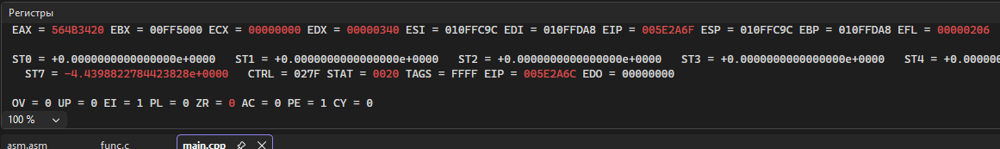 Регистры
EAX = 564B3420 EBX = 00FF5000 ECX = 00000000 EDX = 00000340 ESI = 010FFC9C EDI = 010FFDA8 EIP = 005E2A6F ESP = 010FFC9C EBP = 010FFDA8 EFL = 00000206
ST0 = +0.0000000000000000e+0000 ST1 = +0.0000000000000000e+0000 ST2 = +0.0000000000000000e+0000 ST3 = +0.0000000000000000e+0000 ST4 = +0.000000
ST7 = -4.4398822784423828e+0000 CTRL = 027F STAT = 0020 TAGS = FFFF EIP = 005E2A6C EDO = 00000000
OV = 0 UP = 0 EI = 1 PL = 0 ZR = 0 AC = 0 PE = 1 CY = 0
100 %
asm.asm func.c main.cpp